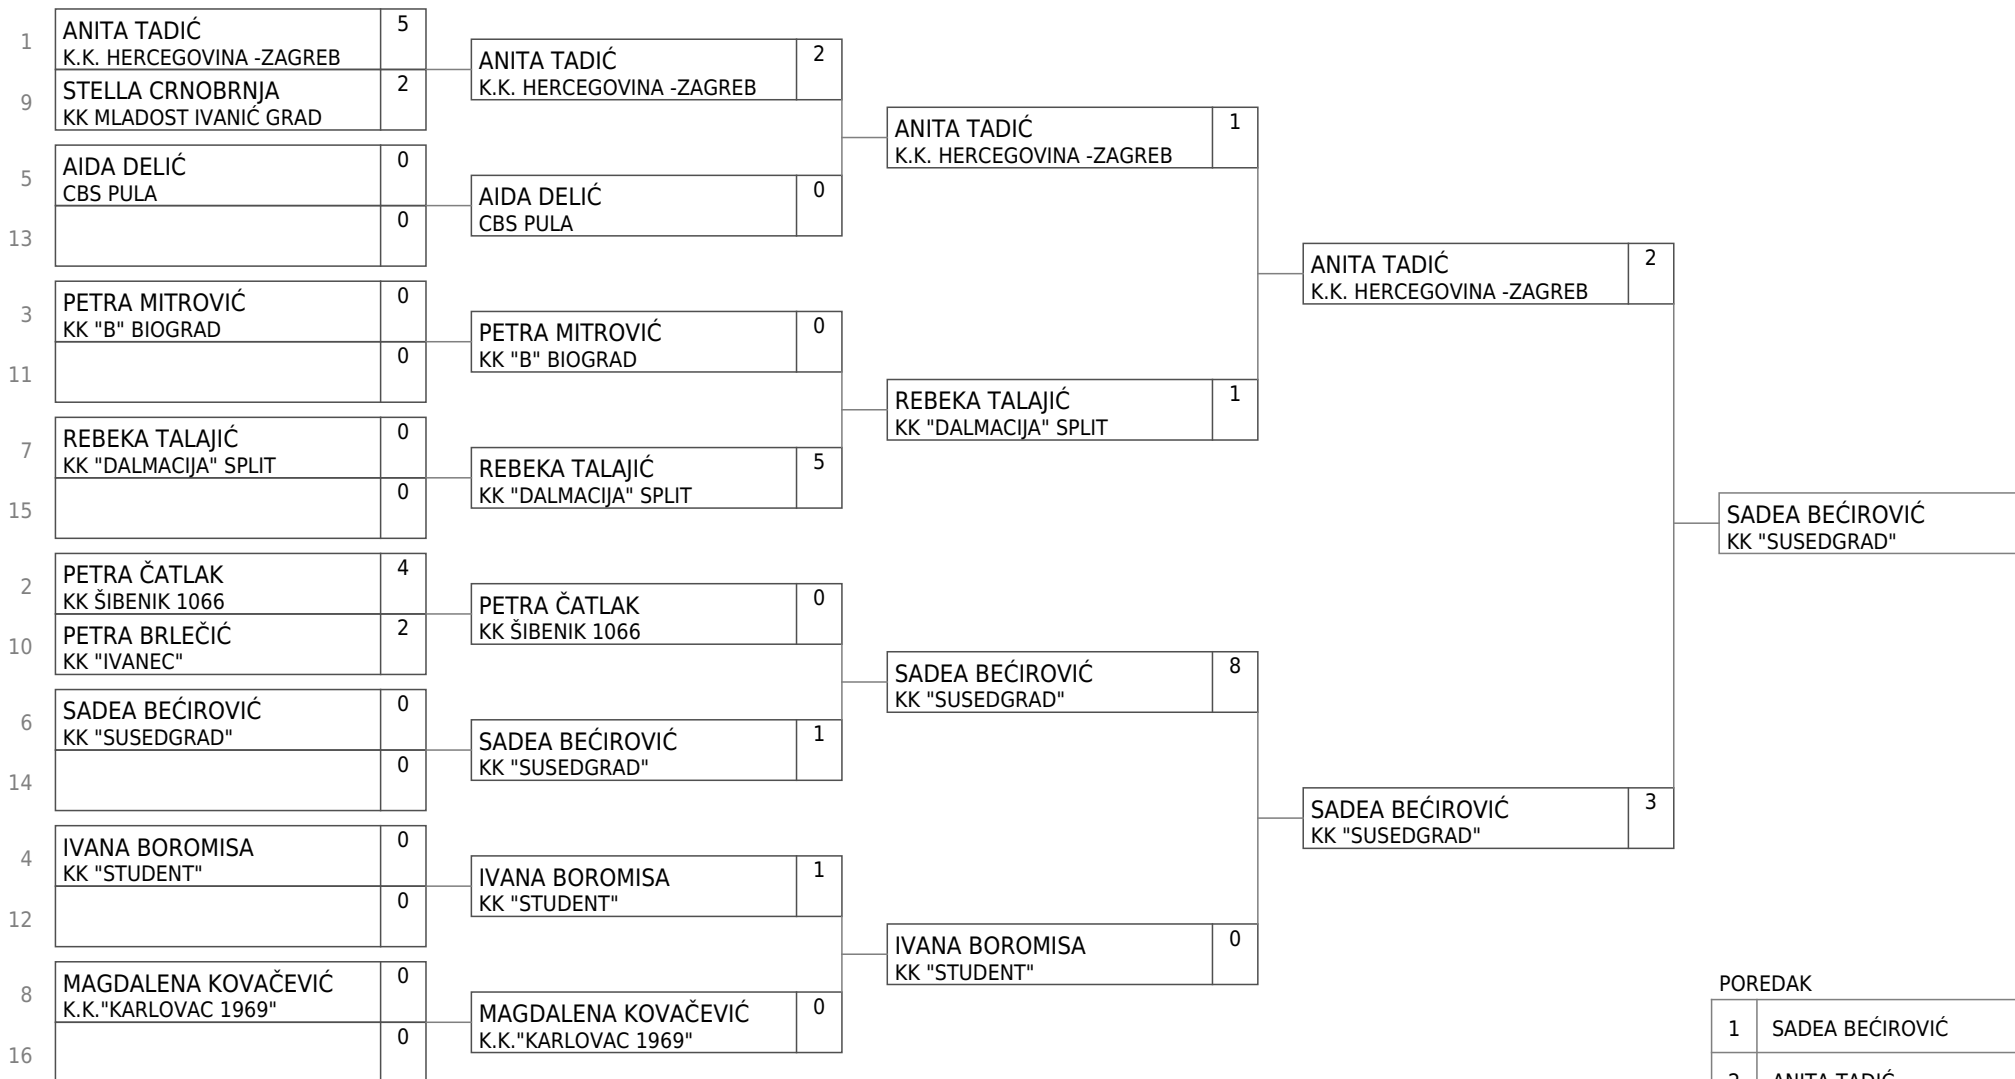 1
ANITA TADIĆ
5
K.K. HERCEGOVINA -ZAGREB
9
STELLA CRNOBRNJA
2
KK MLADOST IVANIĆ GRAD
5
AIDA DELIĆ
0
CBS PULA
13
0
3
PETRA MITROVIĆ
0
KK "B" BIOGRAD
11
0
7
REBEKA TALAJIĆ
0
KK "DALMACIJA" SPLIT
15
0
2
PETRA ČATLAK
4
KK ŠIBENIK 1066
10
PETRA BRLEČIĆ
2
KK "IVANEC"
6
SADEA BEĆIROVIĆ
0
KK "SUSEDGRAD"
14
0
4
IVANA BOROMISA
0
KK "STUDENT"
12
0
8
MAGDALENA KOVAČEVIĆ
0
K.K."KARLOVAC 1969"
16
0
ANITA TADIĆ
2
K.K. HERCEGOVINA -ZAGREB
AIDA DELIĆ
0
CBS PULA
PETRA MITROVIĆ
0
KK "B" BIOGRAD
REBEKA TALAJIĆ
5
KK "DALMACIJA" SPLIT
PETRA ČATLAK
0
KK ŠIBENIK 1066
SADEA BEĆIROVIĆ
1
KK "SUSEDGRAD"
IVANA BOROMISA
1
KK "STUDENT"
MAGDALENA KOVAČEVIĆ
0
K.K."KARLOVAC 1969"
ANITA TADIĆ
1
K.K. HERCEGOVINA -ZAGREB
REBEKA TALAJIĆ
1
KK "DALMACIJA" SPLIT
SADEA BEĆIROVIĆ
8
KK "SUSEDGRAD"
IVANA BOROMISA
0
KK "STUDENT"
ANITA TADIĆ
2
K.K. HERCEGOVINA -ZAGREB
SADEA BEĆIROVIĆ
3
KK "SUSEDGRAD"
SADEA BEĆIROVIĆ
KK "SUSEDGRAD"
POREDAK
1 SADEA BEĆIROVIĆ
2 ANITA TADIĆ